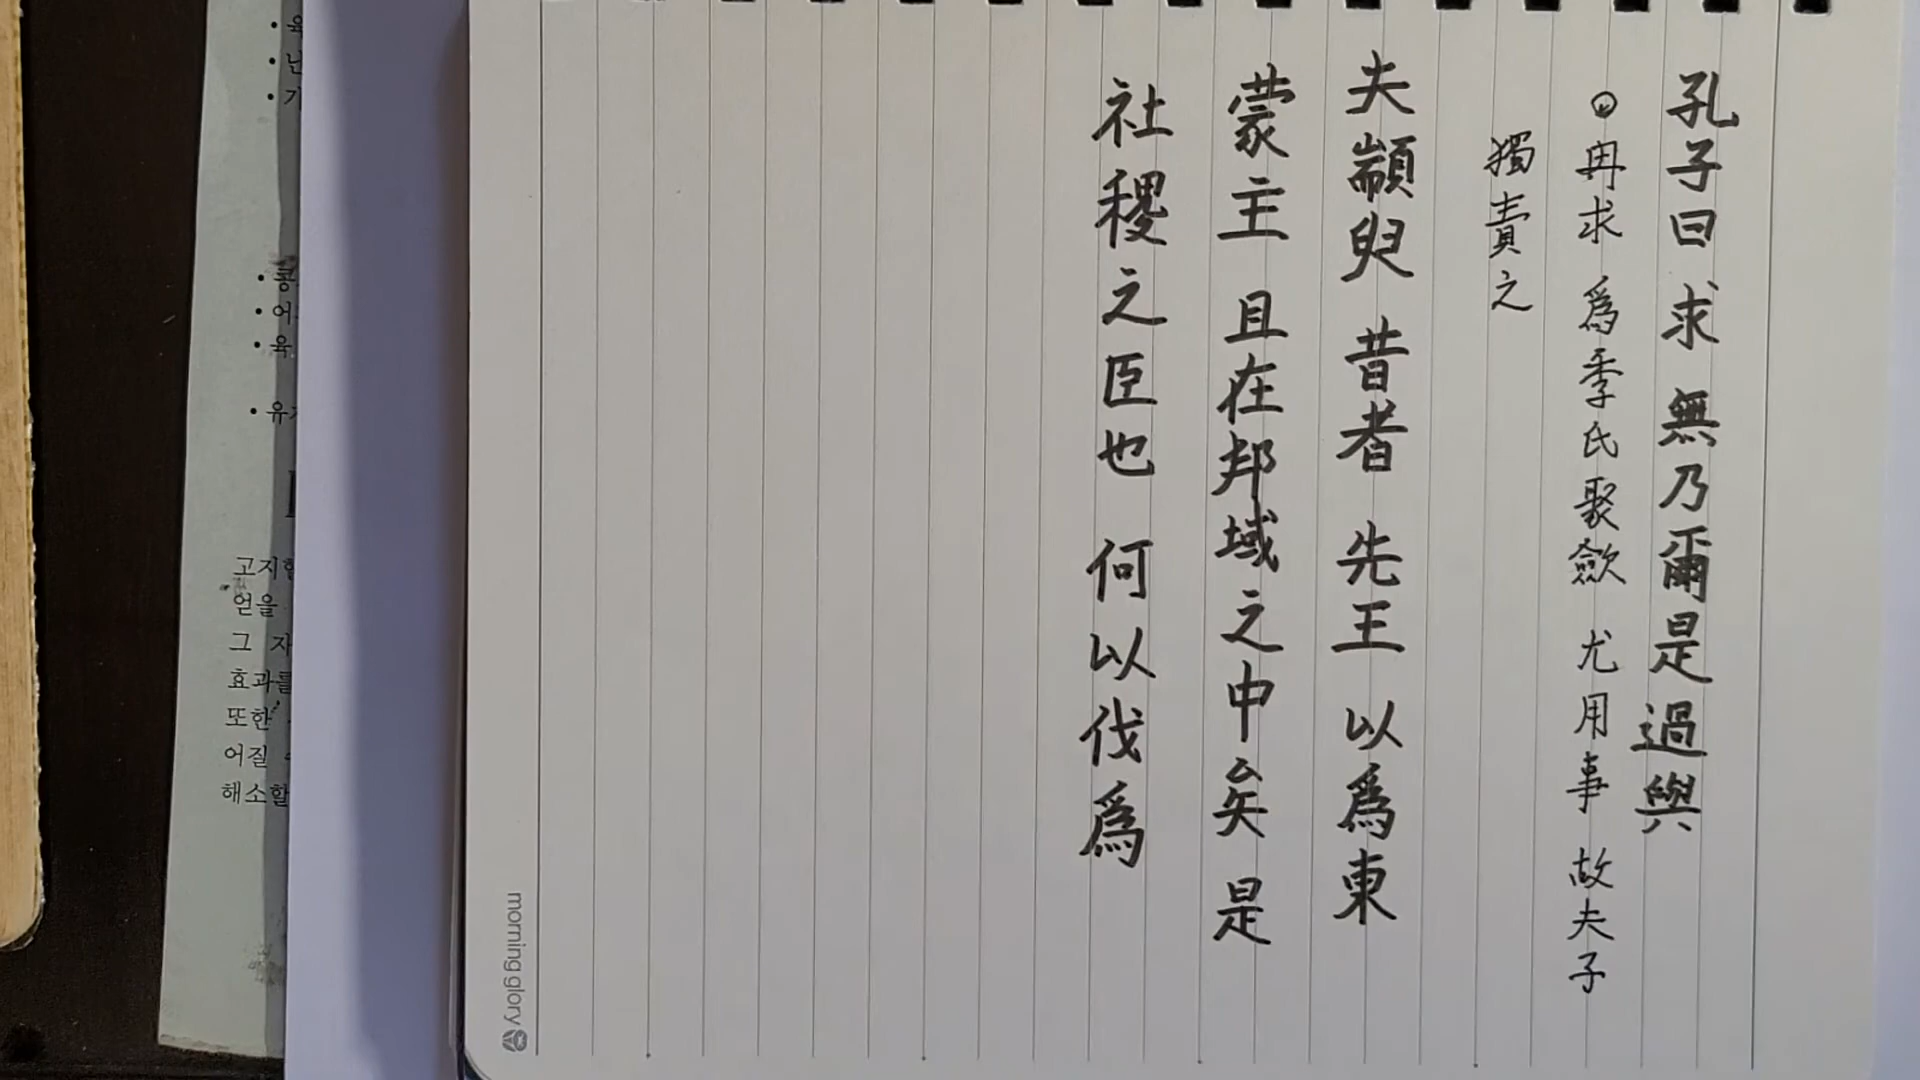 孔子曰 求 無乃爾是過與
冉求 爲季氏聚斂 尤用事 故夫子
獨責之
夫顓臾 昔者 先王 以爲東
蒙主 且在邦域之中矣 是
社稷之臣也 何以伐爲
morning glory
고지
얻을
그 자
효과를
또한
어질
해소할